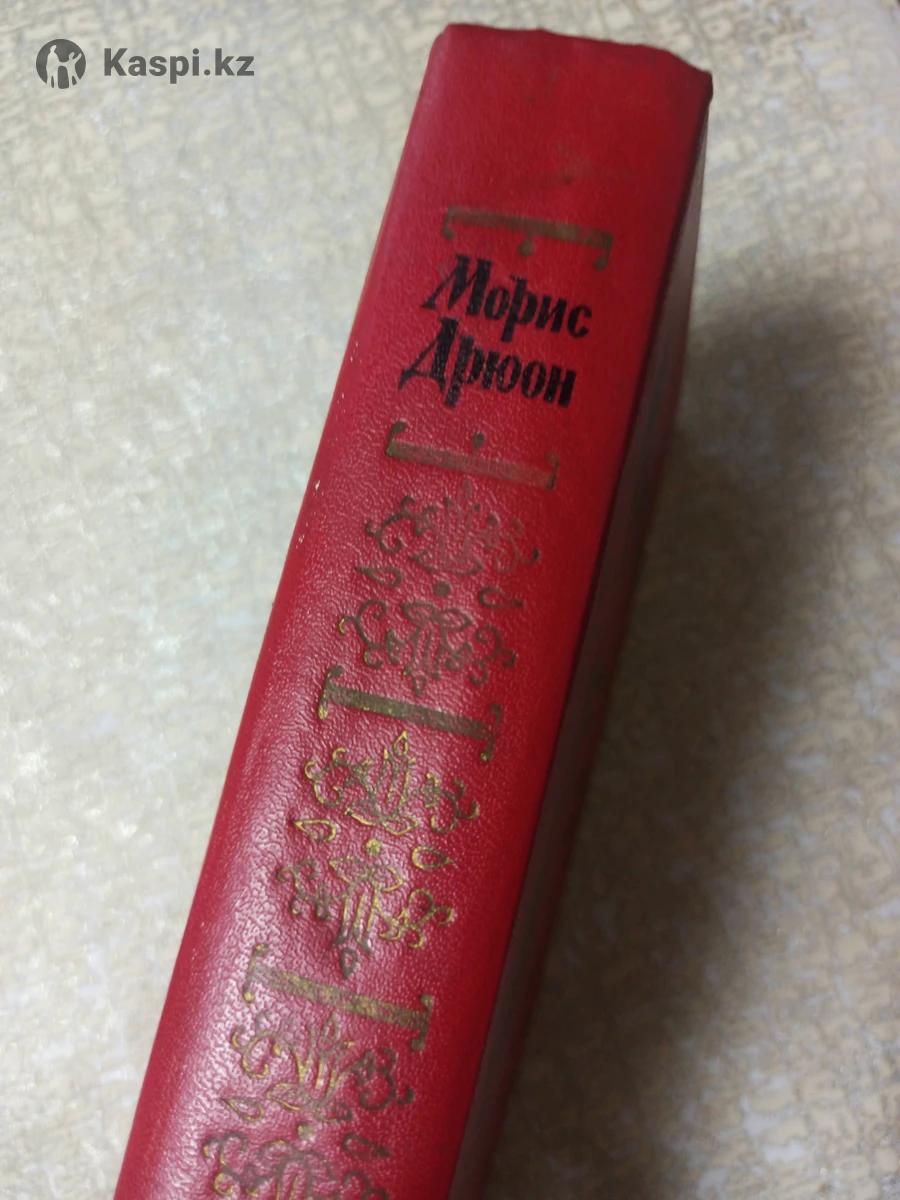 Kaspi.kz
Морис
Дрюон